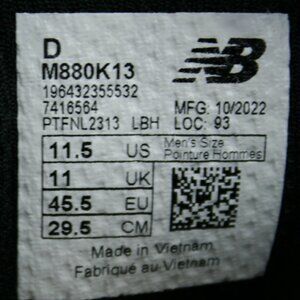 D
NB
M880K13
196432355532
7416564 MFG: 10/2022
PTFNL2313 LBH LOC: 93
11.5 US Men's Size
Pointure Hommes
11 UK
45.5 EU
29.5 CM
Made in Vietnam
Fabriqué au Vietnam